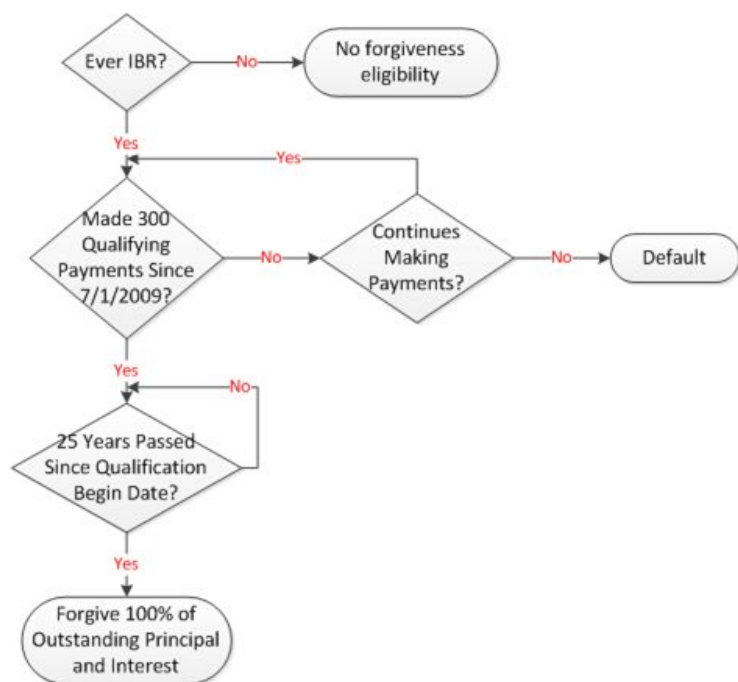 Ever IBR?
No
No forgiveness
eligibility
Yes
Yes
Made 300
Qualifying
Payments Since
7/1/2009?
No
Continues
Making
Payments?
No
Default
Yes
No
25 Years Passed
Since Qualification
Begin Date?
Yes
Forgive 100% of
Outstanding Principal
and Interest